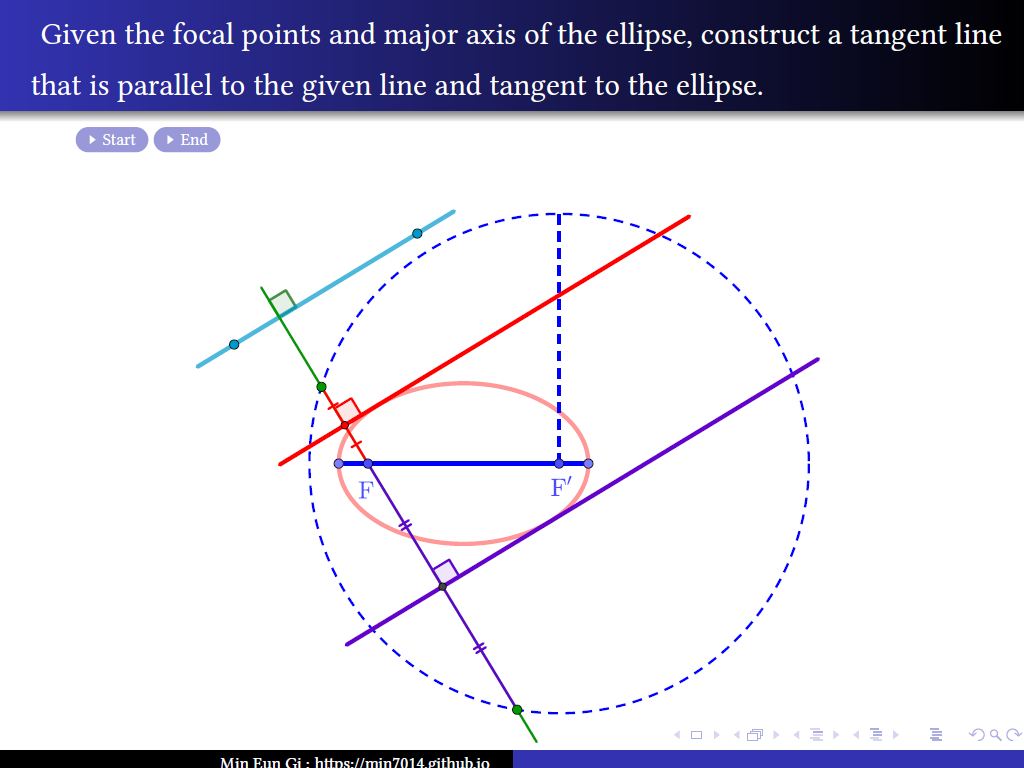 Given the focal points and major axis of the ellipse, construct a tangent line
that is parallel to the given line and tangent to the ellipse.
Start End
F
F′
Min Eun Gi : https://min7014.github.io